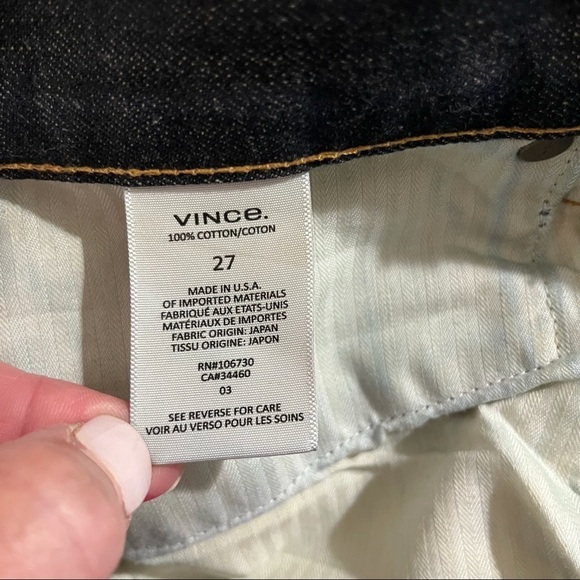 VINCe.
100% COTTON/COTON
27
MADE IN U.S.A.
OF IMPORTED MATERIALS
FABRIQUÉ AUX ETATS-UNIS
MATÉRIAUX DE IMPORTES
FABRIC ORIGIN: JAPAN
TISSU ORIGINE: JAPON
RN#106730
CA#34460
03
SEE REVERSE FOR CARE
VOIR AU VERSO POUR LES SOINS